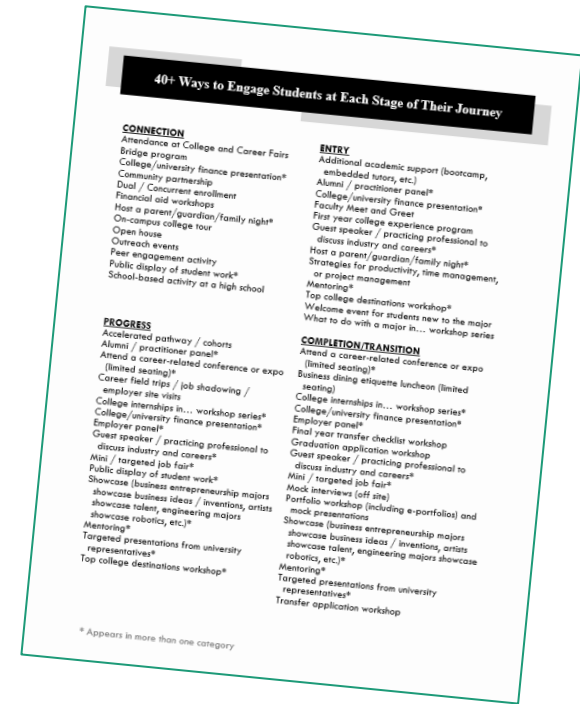 40+ Ways to Engage Students at Each Stage of Their Journey
CONNECTION
Attendance at College and Career Fairs
Bridge program
College/university finance presentation*
Community partnership
Dual / Concurrent enrollment
Financial aid workshops
Host a parent/guardian/family night*
On-campus college tour
Open house
Outreach events
Peer engagement activity
Public display of student work*
School-based activity at a high school
ENTRY
Additional academic support (bootcamp,
embedded tutors, etc.)
Alumni / practitioner panel*
College/university finance presentation*
Faculty Meet and Greet
First year college experience program
Guest speaker / practicing professional to
discuss industry and careers*
Host a parent/guardian/family night*
Strategies for productivity, time management,
or project management
Mentoring*
Top college destinations workshop*
Welcome event for students new to the major
What to do with a major in... workshop series
PROGRESS
Accelerated pathway / cohorts
Alumni / practitioner panel*
Attend a career-related conference or expo
(limited seating)*
Career field trips / job shadowing /
employer site visits
College internships in... workshop series*
College/university finance presentation*
Employer panel*
Guest speaker / practicing professional to
discuss industry and careers*
Mini / targeted job fair*
Public display of student work*
Showcase (business entrepreneurship majors
showcase business ideas / inventions, artists
showcase talent, engineering majors
showcase robotics, etc.)*
Mentoring*
Targeted presentations from university
representatives*
Top college destinations workshop*
COMPLETION/TRANSITION
Attend a career-related conference or expo
(limited seating)*
Business dining etiquette luncheon (limited
seating)
College internships in... workshop series*
College/university finance presentation*
Employer panel*
Final year transfer checklist workshop
Graduation application workshop
Guest speaker / practicing professional to
discuss industry and careers*
Mini / targeted job fair*
Mock interviews (off site)
Portfolio workshop (including e-portfolios) and
mock presentations
Showcase (business entrepreneurship majors
showcase business ideas / inventions, artists
showcase talent, engineering majors showcase
robotics, etc.)*
Mentoring*
Targeted presentations from university
representatives*
Transfer application workshop
* Appears in more than one category